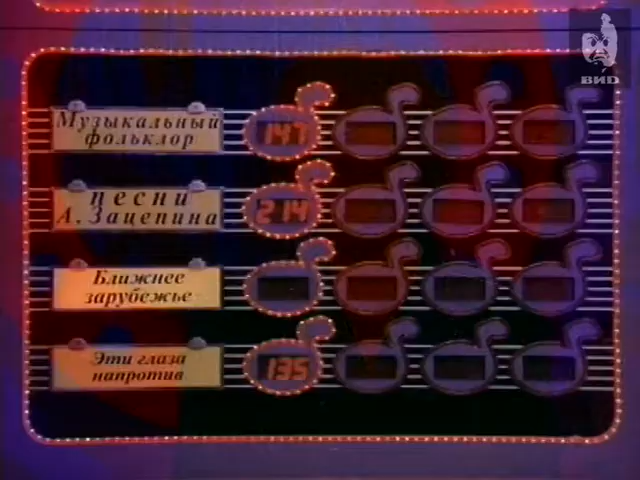 ВИD
Музыкальный
фольклор
147
песни
А. Зацепина
214
Ближнее
зарубежье
Эти глаза
напротив
135